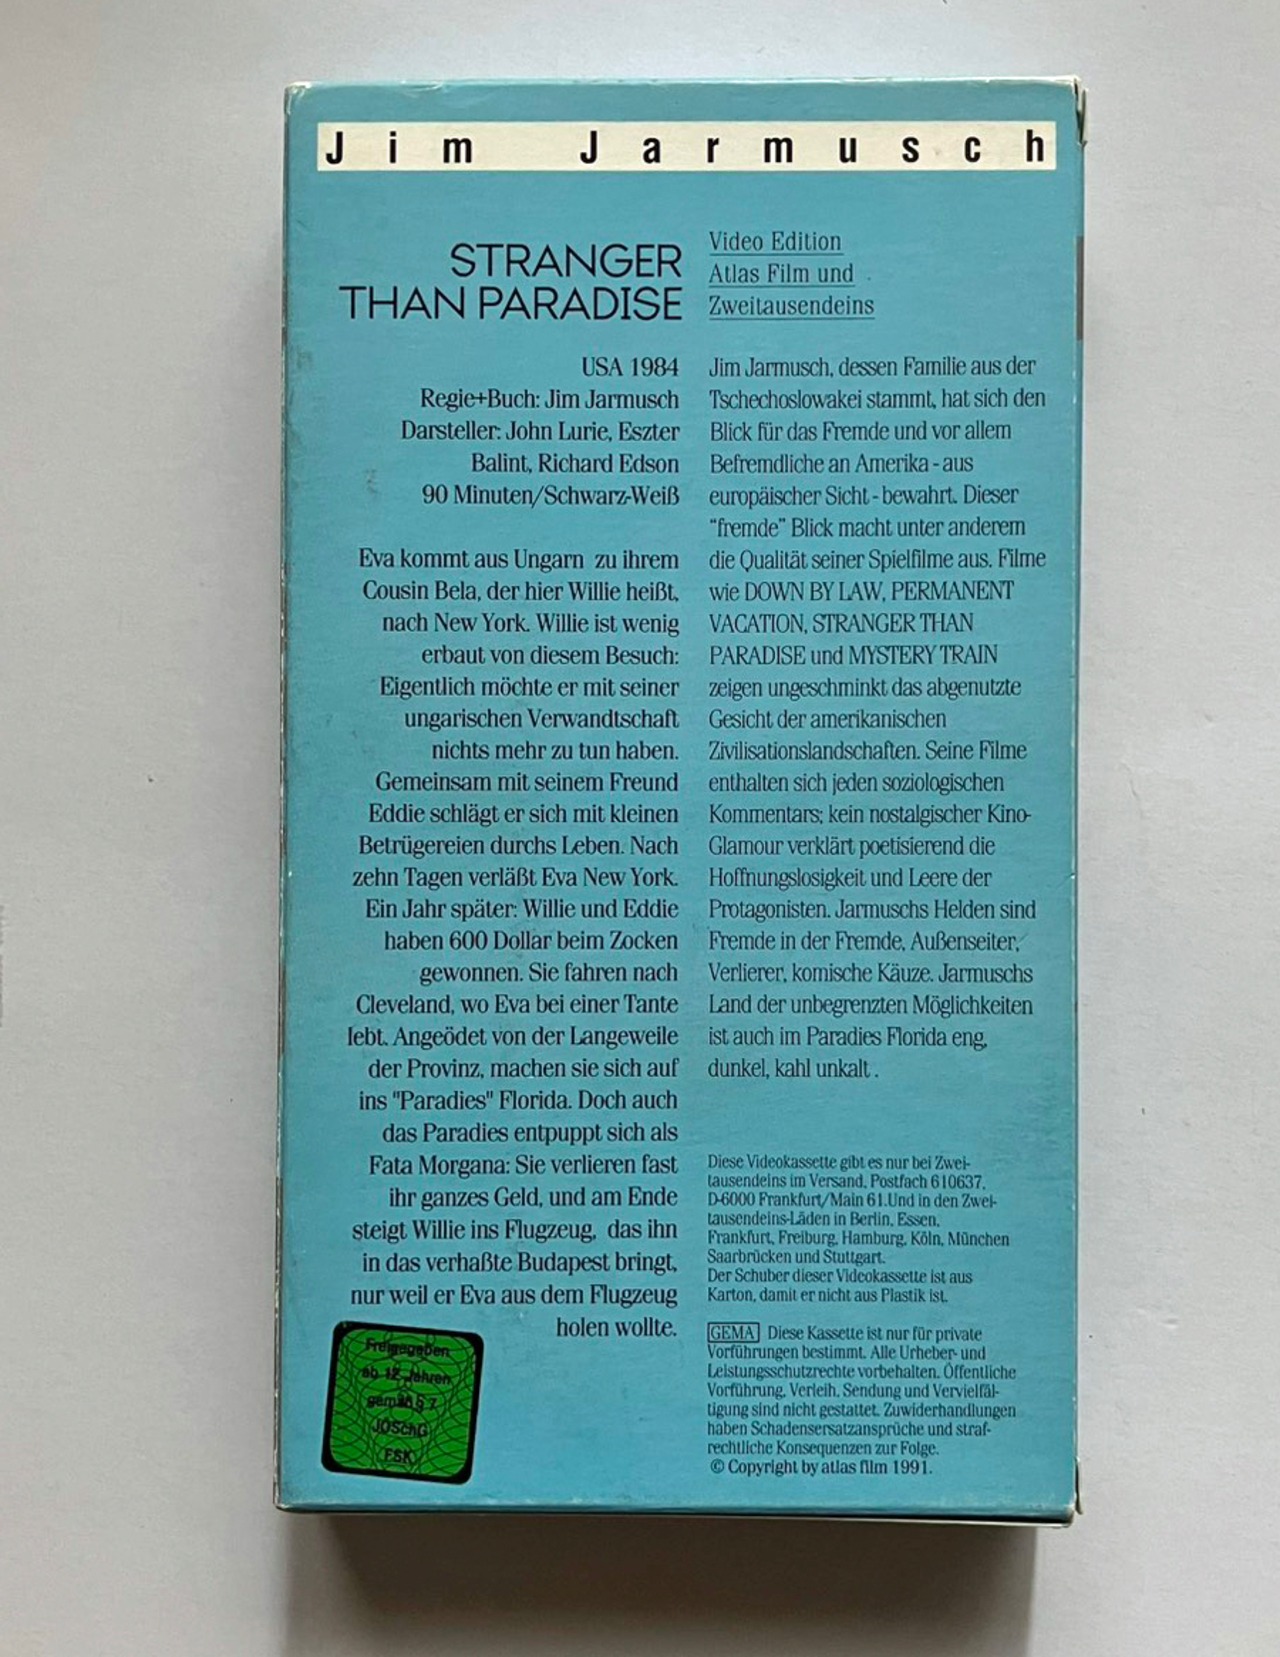 Jim Jarmusch
STRANGER
THAN PARADISE
USA 1984
Regie+Buch: Jim Jarmusch
Darsteller: John Lurie, Eszter
Balint, Richard Edson
90 Minuten/Schwarz-Weiß
Eva kommt aus Ungarn zu ihrem
Cousin Bela, der hier Willie heißt,
nach New York. Willie ist wenig
erbaut von diesem Besuch:
Eigentlich möchte er mit seiner
ungarischen Verwandtschaft
nichts mehr zu tun haben.
Gemeinsam mit seinem Freund
Eddie schlägt er sich mit kleinen
Betrügereien durchs Leben. Nach
zehn Tagen verläßt Eva New York.
Ein Jahr später: Willie und Eddie
haben 600 Dollar beim Zocken
gewonnen. Sie fahren nach
Cleveland, wo Eva bei einer Tante
lebt. Angeödet von der Langeweile
der Provinz, machen sie sich auf
ins "Paradies" Florida. Doch auch
das Paradies entpuppt sich als
Fata Morgana: Sie verlieren fast
ihr ganzes Geld, und am Ende
steigt Willie ins Flugzeug, das ihn
in das verhaßte Budapest bringt,
nur weil er Eva aus dem Flugzeug
holen wollte.
Freigegeben
ab 12 Jahren
gemäß § 7
JÖSchG
FSK
Video Edition
Atlas Film und
Zweitausendeins
Jim Jarmusch, dessen Familie aus der
Tschechoslowakei stammt, hat sich den
Blick für das Fremde und vor allem
Befremdliche an Amerika - aus
europäischer Sicht - bewahrt. Dieser
"fremde" Blick macht unter anderem
die Qualität seiner Spielfilme aus. Filme
wie DOWN BY LAW, PERMANENT
VACATION, STRANGER THAN
PARADISE und MYSTERY TRAIN
zeigen ungeschminkt das abgenutzte
Gesicht der amerikanischen
Zivilisationslandschaften. Seine Filme
enthalten sich jeden soziologischen
Kommentars; kein nostalgischer Kino-
Glamour verklärt poetisierend die
Hoffnungslosigkeit und Leere der
Protagonisten. Jarmuschs Helden sind
Fremde in der Fremde, Außenseiter,
Verlierer, komische Käuze. Jarmuschs
Land der unbegrenzten Möglichkeiten
ist auch im Paradies Florida eng,
dunkel, kahl unkalt .
Diese Videokassette gibt es nur bei Zwei-
tausendeins im Versand, Postfach 610637,
D-6000 Frankfurt/Main 61.Und in den Zwei-
tausendeins-Läden in Berlin, Essen,
Frankfurt, Freiburg, Hamburg, Köln, München
Saarbrücken und Stuttgart.
Der Schuber dieser Videokassette ist aus
Karton, damit er nicht aus Plastik ist.
GEMA Diese Kassette ist nur für private
Vorführungen bestimmt. Alle Urheber- und
Leistungsschutzrechte vorbehalten. Öffentliche
Vorführung, Verleih, Sendung und Vervielfäl-
tigung sind nicht gestattet. Zuwiderhandlungen
haben Schadensersatzansprüche und straf-
rechtliche Konsequenzen zur Folge.
© Copyright by atlas film 1991.